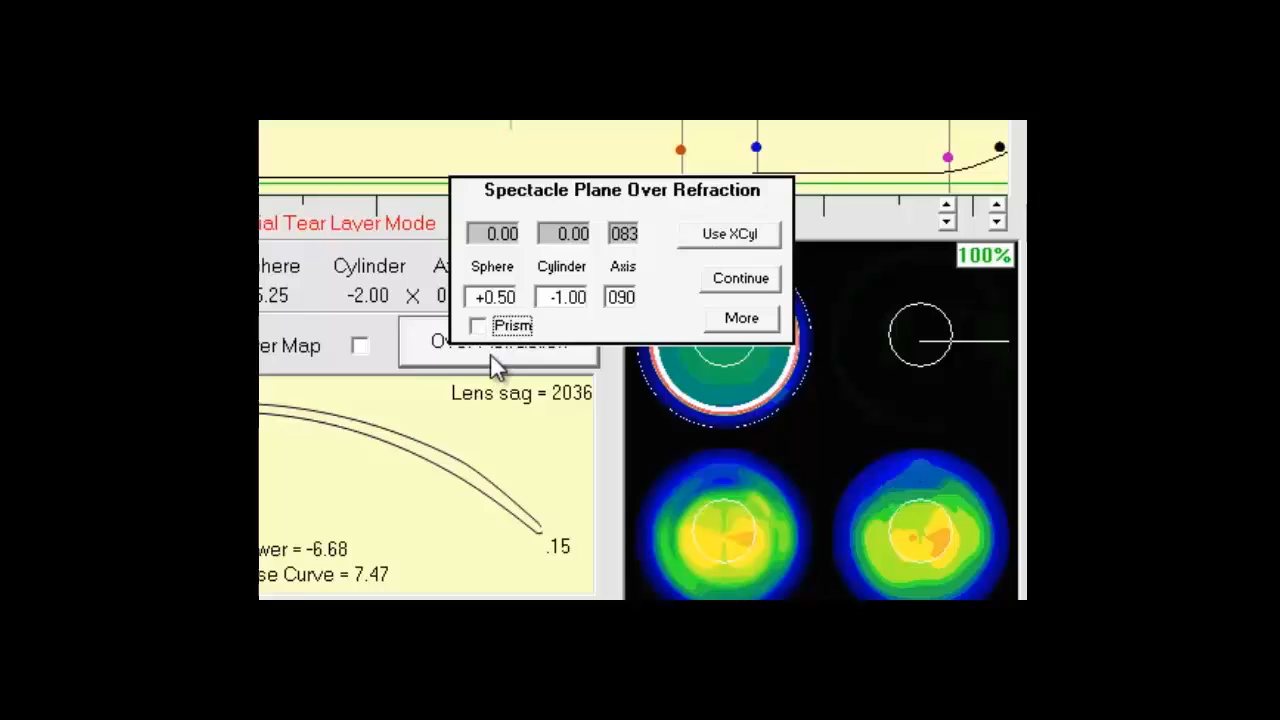 Spectacle Plane Over Refraction
0.00 0.00 083 Use XCyl
ial Tear Layer Mode
100%
Sphere Cylinder Axis
Cylinder
+0.50 -1.00 090 Continue
5.25 -2.00 X 0
Prism More
er Map
Lens sag = 2036
.15
wer = -6.68
se Curve = 7.47